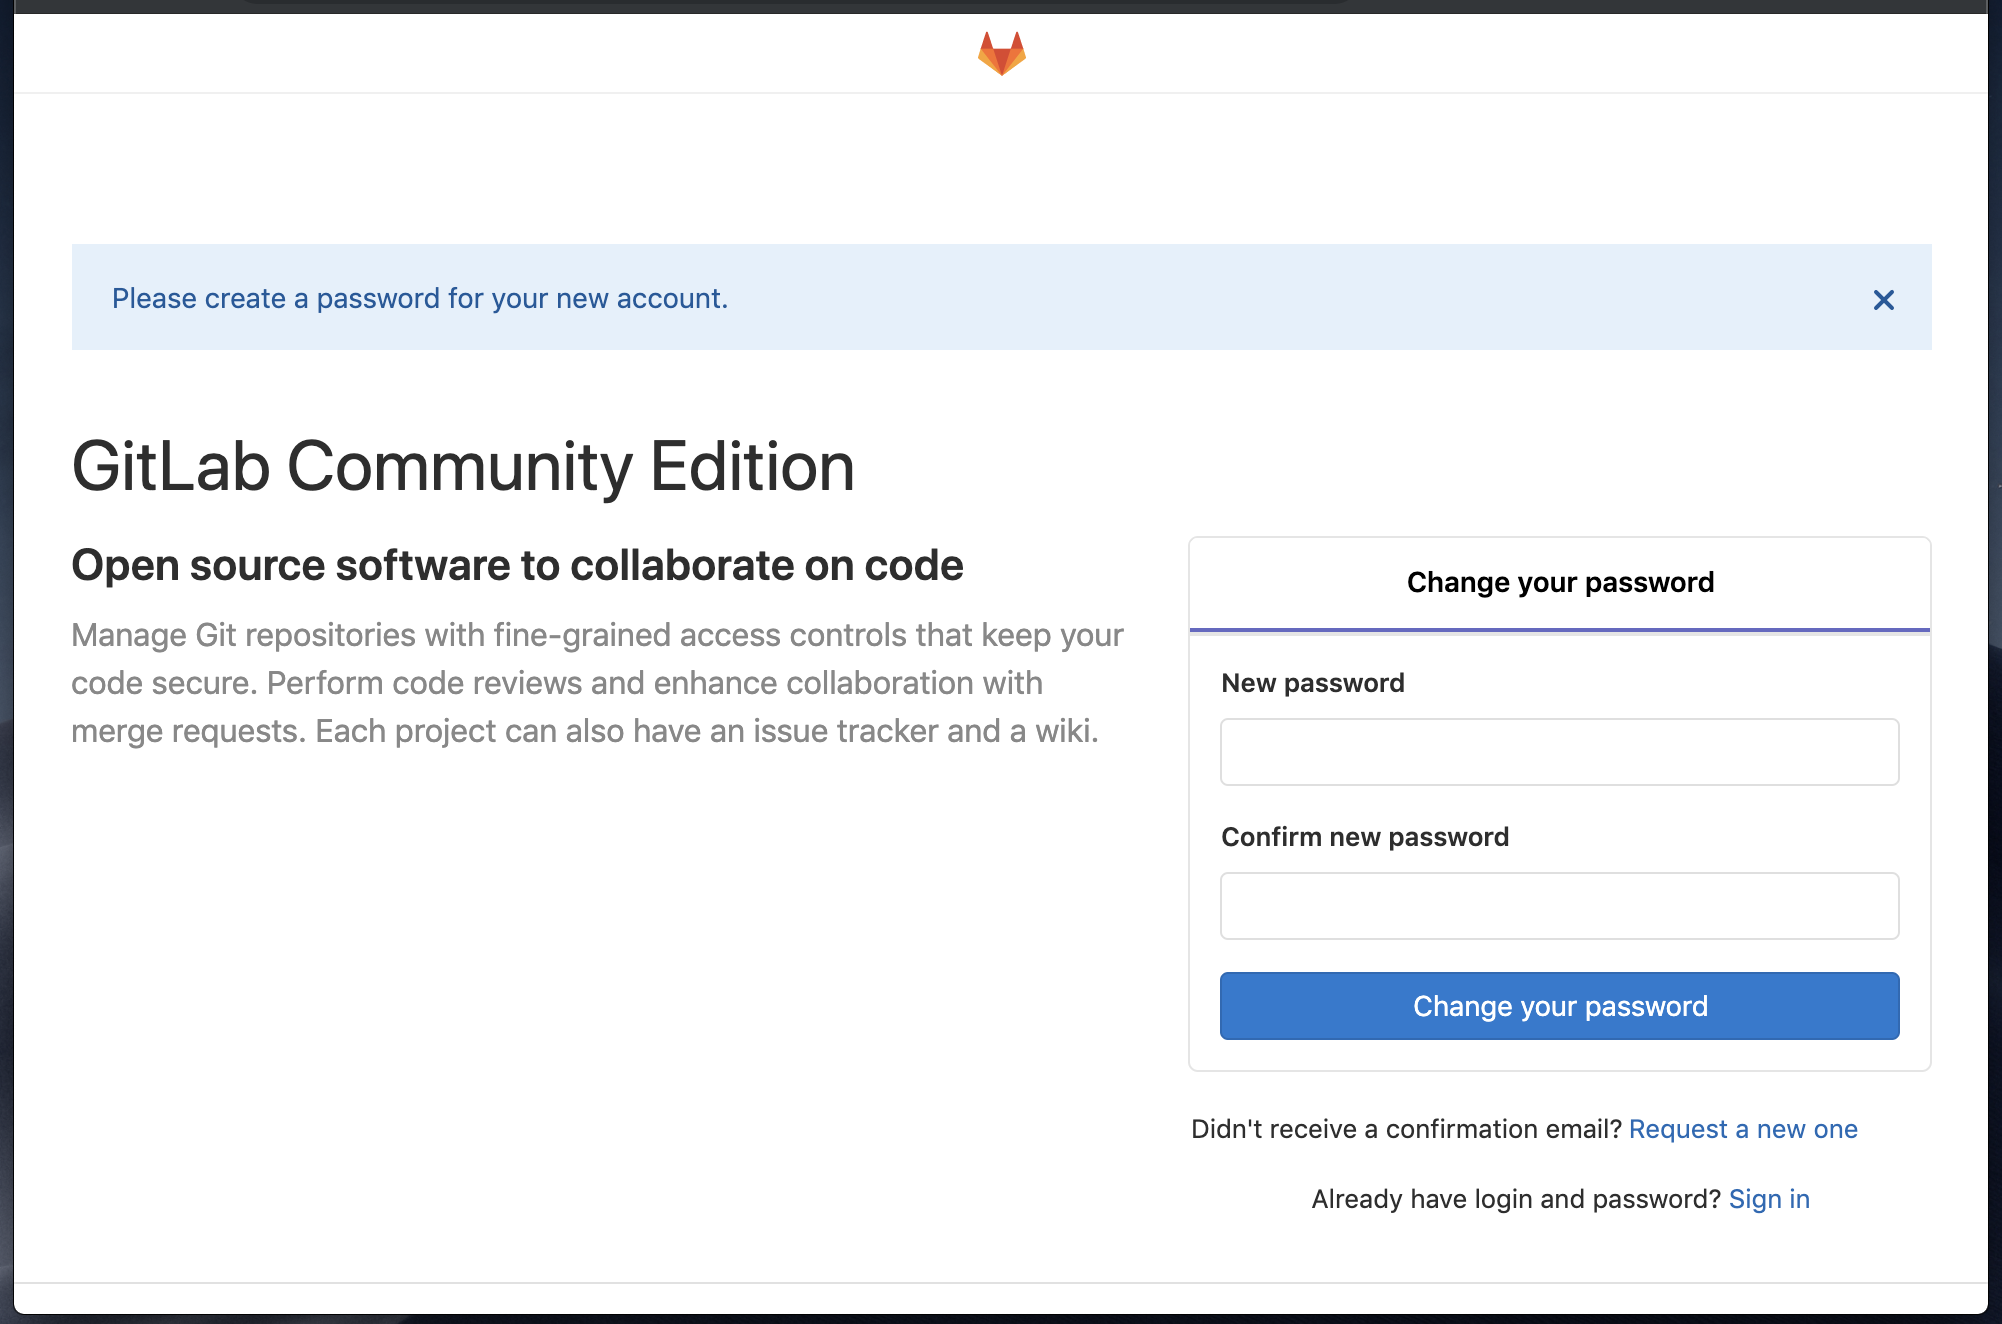 Please create a password for your new account.
GitLab Community Edition
Open source software to collaborate on code
Manage Git repositories with fine-grained access controls that keep your
code secure. Perform code reviews and enhance collaboration with
merge requests. Each project can also have an issue tracker and a wiki.
Change your password
New password
Confirm new password
Change your password
Didn't receive a confirmation email? Request a new one
Already have login and password? Sign in